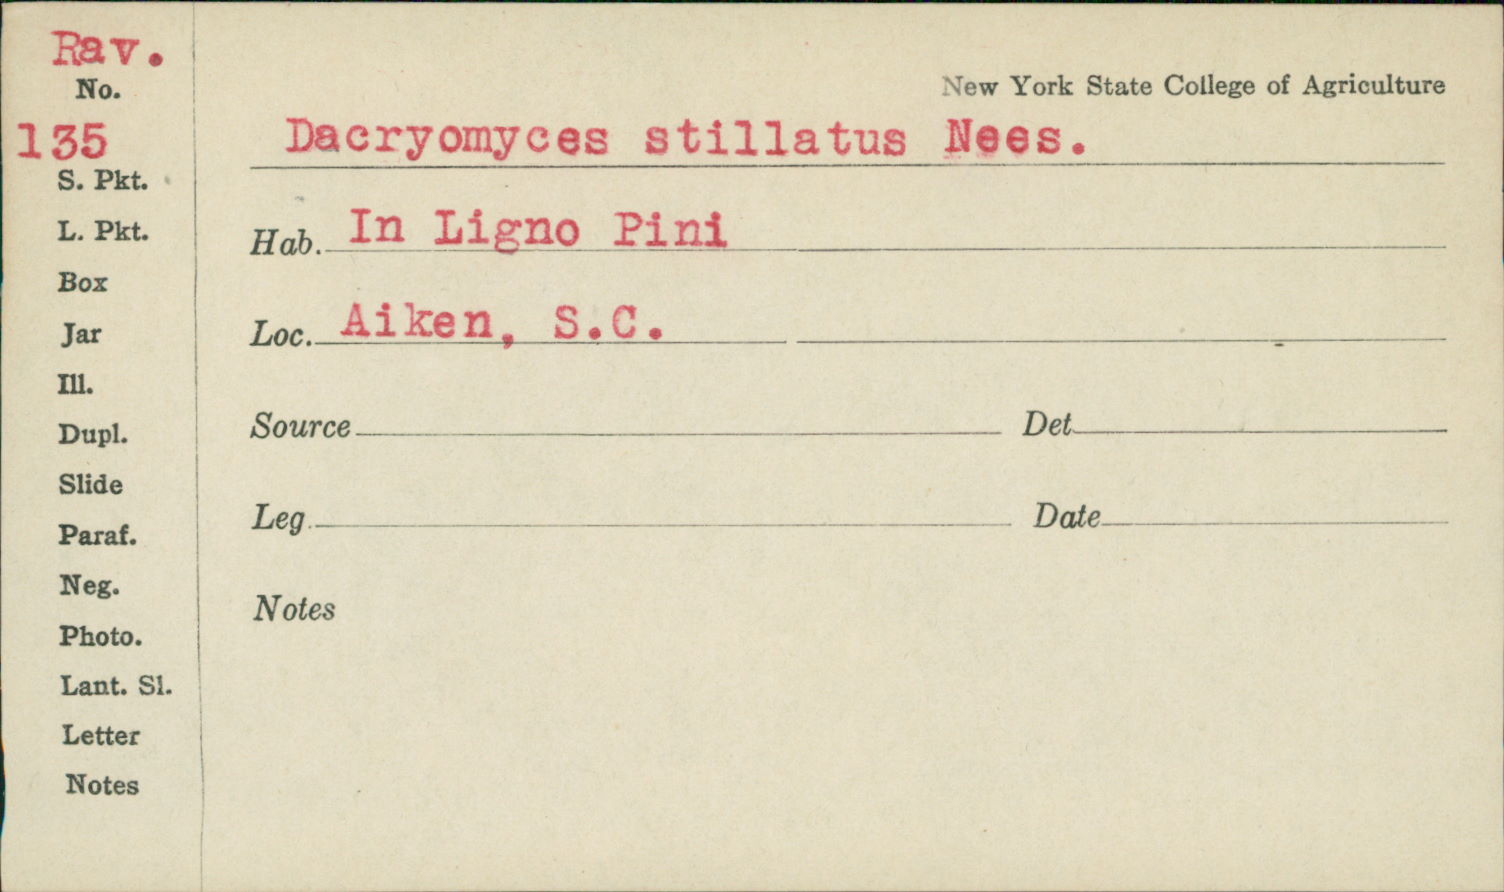 Rav.
No.
135
S. Pkt.
L. Pkt.
Box
Jar
Ill.
Dupl.
Slide
Paraf.
Neg.
Photo.
Lant. Sl.
Letter
Notes
New York State College of Agriculture
Dacryomyces stillatus Nees.
Hab. In Ligno Pini
Loc. Aiken, S.C.
Source Det
Leg. Date
Notes